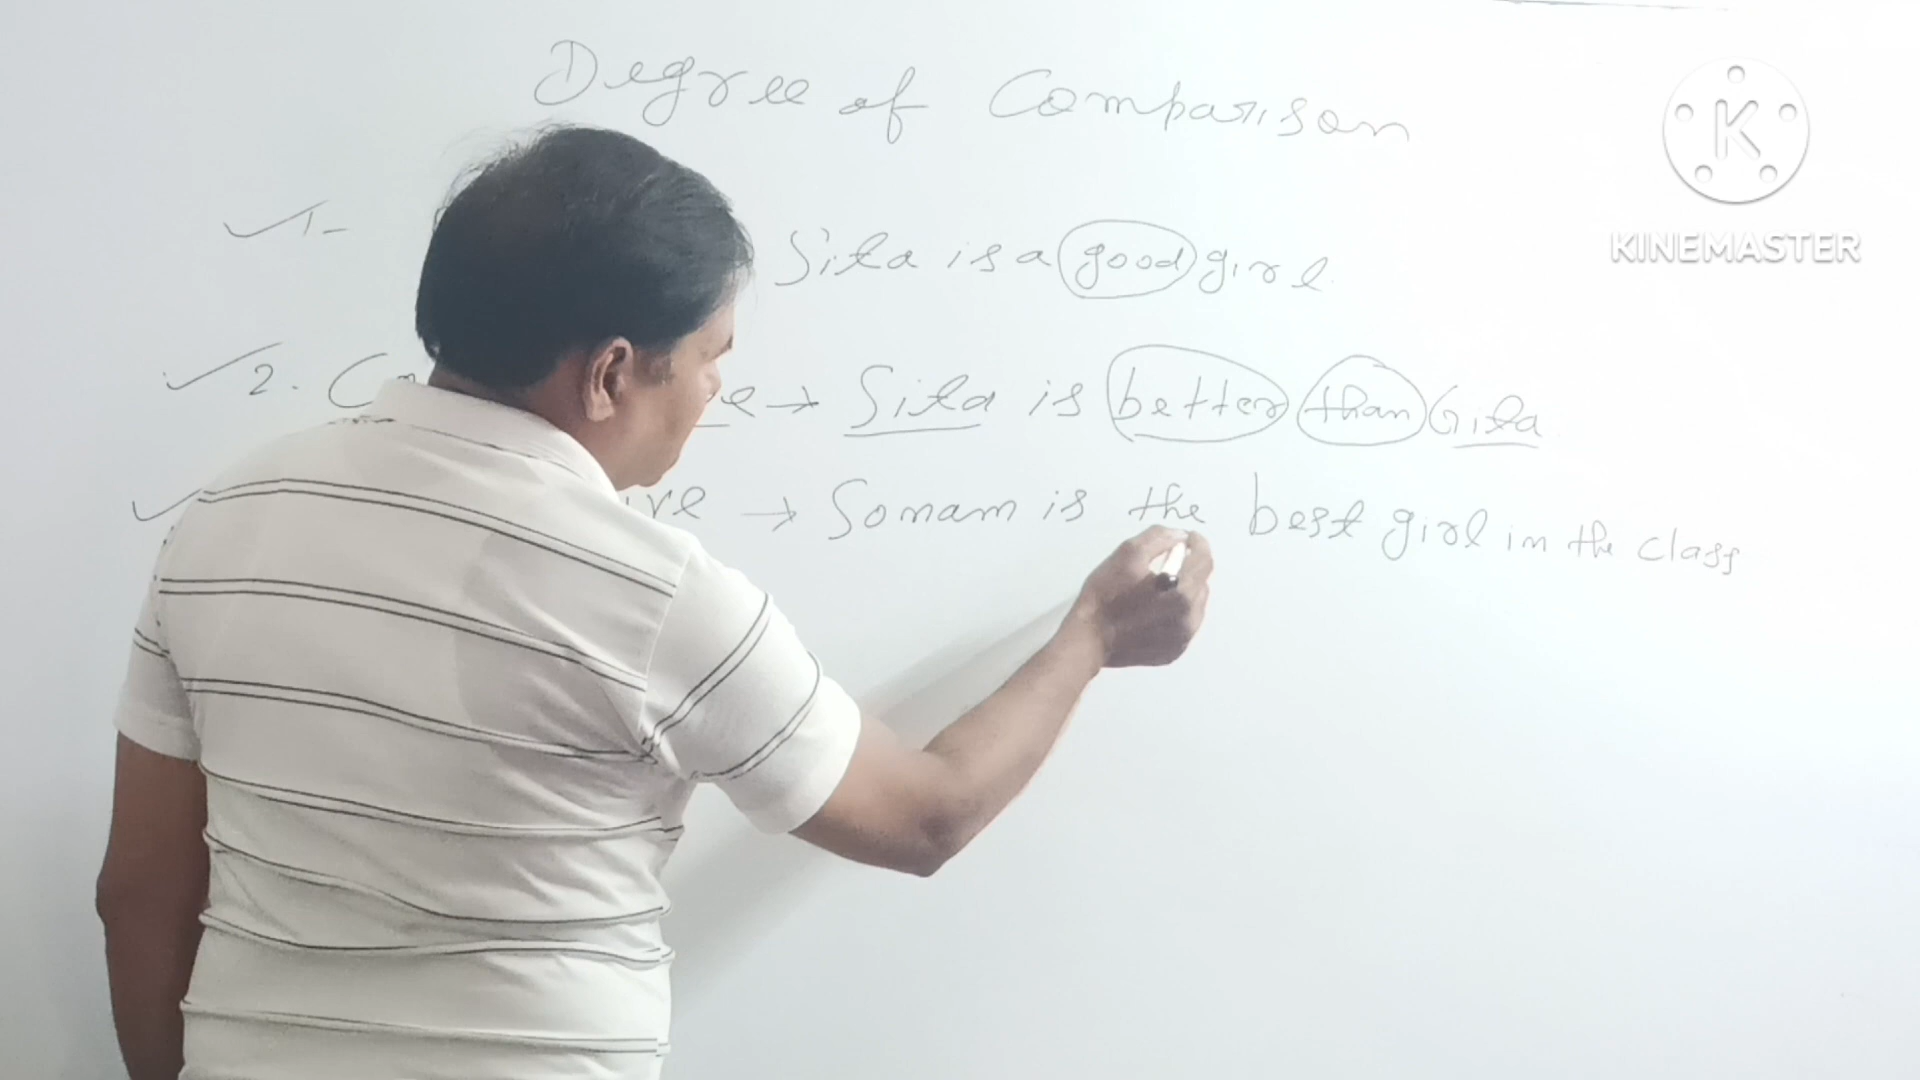 Degree of Comparison
1- Sita is a good girl.
2. → Sita is better than Gita
→ Sonam is the best girl in the class
K
KINEMASTER